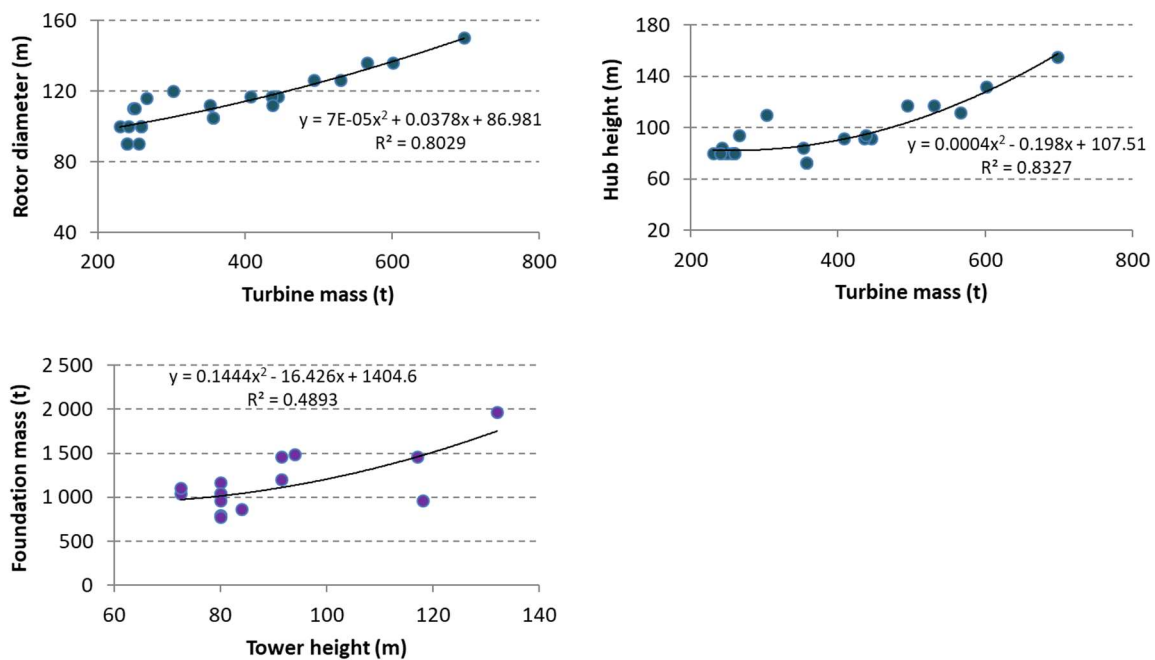 160
120
80
40
200
400
600
800
Rotor diameter (m)
Turbine mass (t)
y = 7E-05x² + 0.0378x + 86.981
R² = 0.8029
180
140
100
60
20
200
400
600
800
Hub height (m)
Turbine mass (t)
y = 0.0004x² - 0.198x + 107.51
R² = 0.8327
2 500
2 000
1 500
1 000
500
0
60
80
100
120
140
Foundation mass (t)
Tower height (m)
y = 0.1444x² - 16.426x + 1404.6
R² = 0.4893